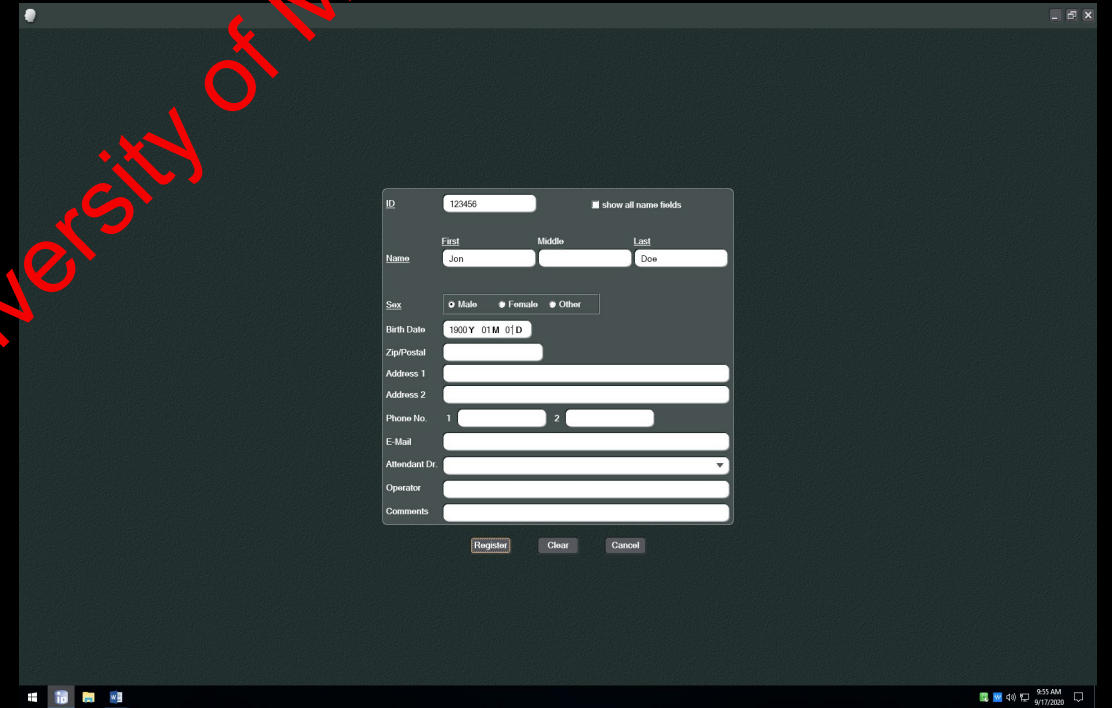 versity of M
ID 123456 show all name fields
First Middle Last
Name Jon Doe
Sex Male Female Other
Birth Date 1900 Y 01 M 01 D
Zip/Postal
Address 1
Address 2
Phone No. 1 2
E-Mail
Attendant Dr.
Operator
Comments
Register Clear Cancel
9:55 AM
9/17/2020